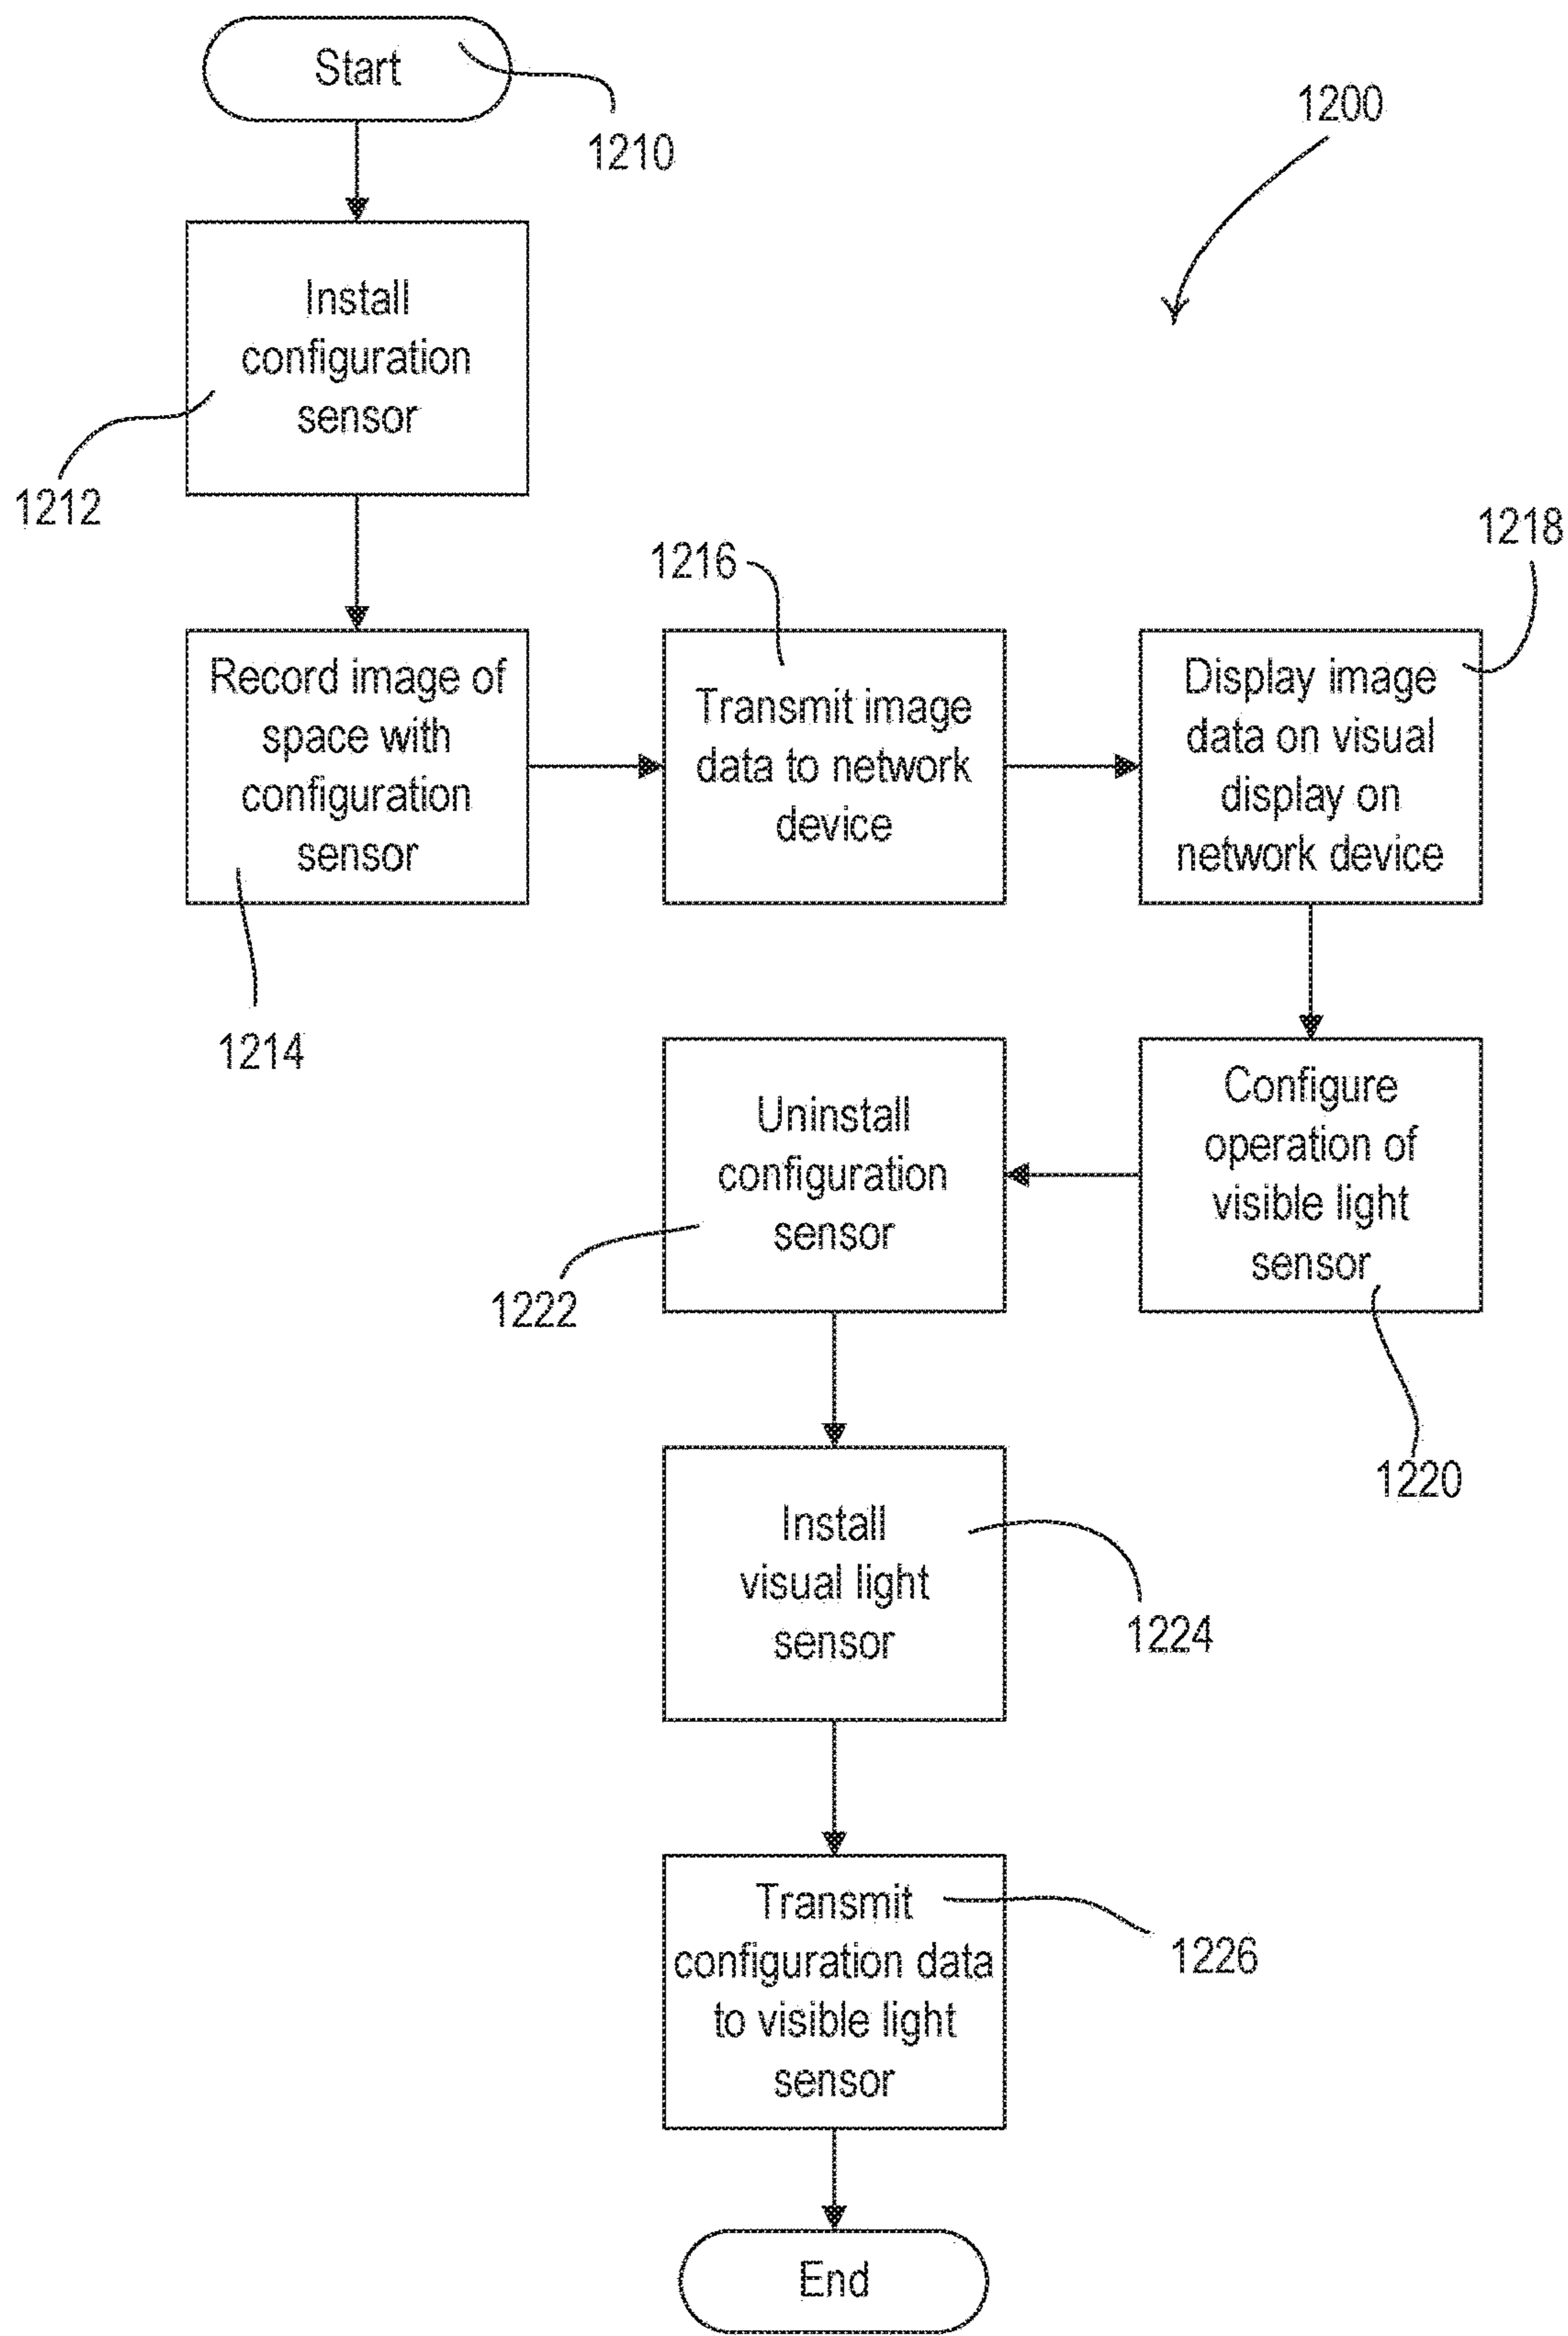 Start
1210
1200
Install
configuration
sensor
1212
Record image of
space with
configuration
sensor
1214
1216
Transmit image
data to network
device
1218
Display image
data on visual
display on
network device
Configure
operation of
visible light
sensor
1220
Uninstall
configuration
sensor
1222
Install
visual light
sensor
1224
Transmit
configuration data
to visible light
sensor
1226
End